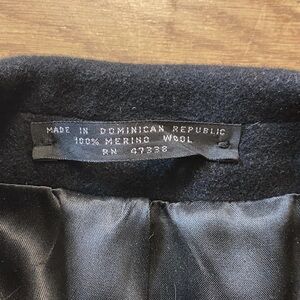 MADE IN DOMINICAN REPUBLIC
100% MERINO WOOL
RN 47338